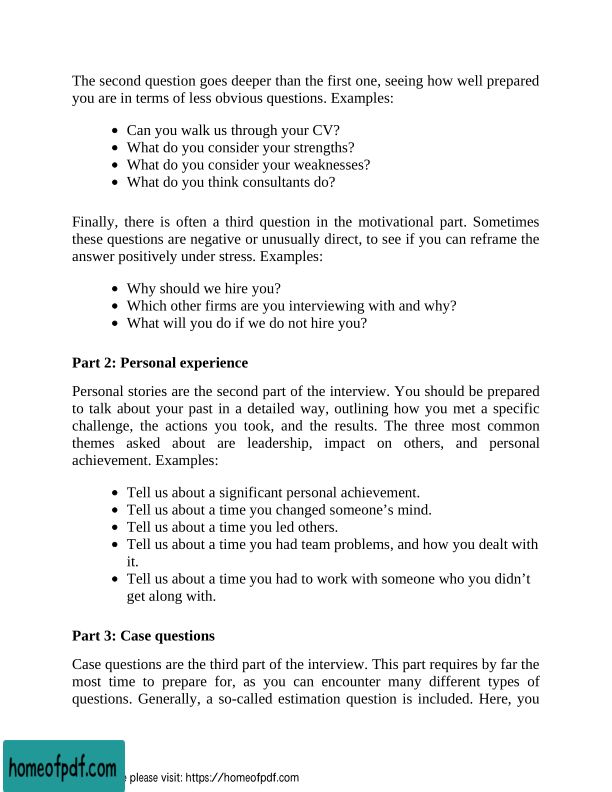 The second question goes deeper than the first one, seeing how well prepared
you are in terms of less obvious questions. Examples:
• Can you walk us through your CV?
• What do you consider your strengths?
• What do you consider your weaknesses?
• What do you think consultants do?
Finally, there is often a third question in the motivational part. Sometimes
these questions are negative or unusually direct, to see if you can reframe the
answer positively under stress. Examples:
• Why should we hire you?
• Which other firms are you interviewing with and why?
• What will you do if we do not hire you?
Part 2: Personal experience
Personal stories are the second part of the interview. You should be prepared
to talk about your past in a detailed way, outlining how you met a specific
challenge, the actions you took, and the results. The three most common
themes asked about are leadership, impact on others, and personal
achievement. Examples:
• Tell us about a significant personal achievement.
• Tell us about a time you changed someone’s mind.
• Tell us about a time you led others.
• Tell us about a time you had team problems, and how you dealt with
it.
• Tell us about a time you had to work with someone who you didn’t
get along with.
Part 3: Case questions
Case questions are the third part of the interview. This part requires by far the
most time to prepare for, as you can encounter many different types of
questions. Generally, a so-called estimation question is included. Here, you
homeofpdf.com
please visit: https://homeofpdf.com